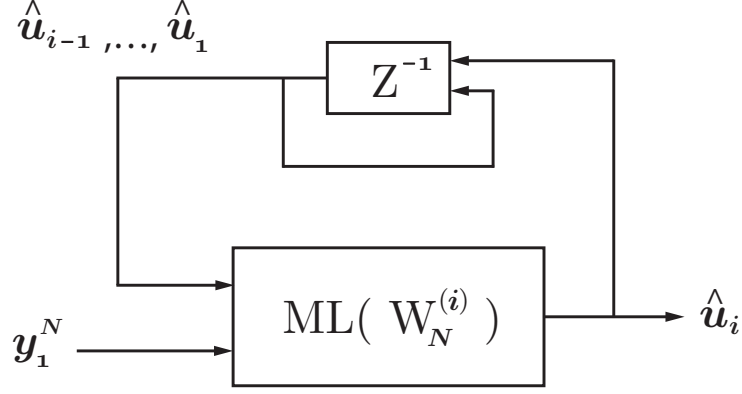 û_{i-1} ,..., û_1
Z^{-1}
ML( W_N^{(i)} )
û_i
y_1^N